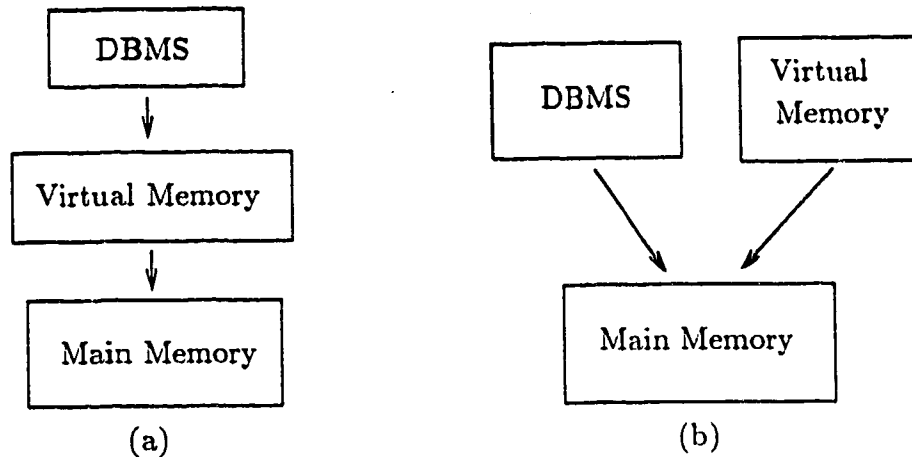 DBMS
Virtual Memory
Main Memory
(a)
DBMS
Virtual
Memory
Main Memory
(b)